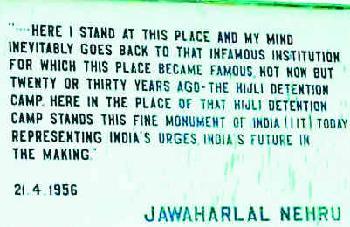 "....HERE I STAND AT THIS PLACE AND MY MIND
INEVITABLY GOES BACK TO THAT INFAMOUS INSTITUTION
FOR WHICH THIS PLACE BECAME FAMOUS, NOT NOW BUT
TWENTY OR THIRTY YEARS AGO-THE HIJLI DETENTION
CAMP. HERE IN THE PLACE OF THAT HIJLI DETENTION
CAMP STANDS THIS FINE MONUMENT OF INDIA (IIT) TODAY
REPRESENTING INDIA'S URGES, INDIA'S FUTURE IN
THE MAKING."
21.4.1956
JAWAHARLAL NEHRU